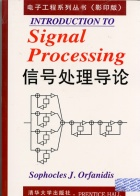 电子工程系列丛书（影印版）
INTRODUCTION TO
Signal
Processing
信号处理导论
Sophocles J. Orfanidis
清华大学出版社
PRENTICE HALL